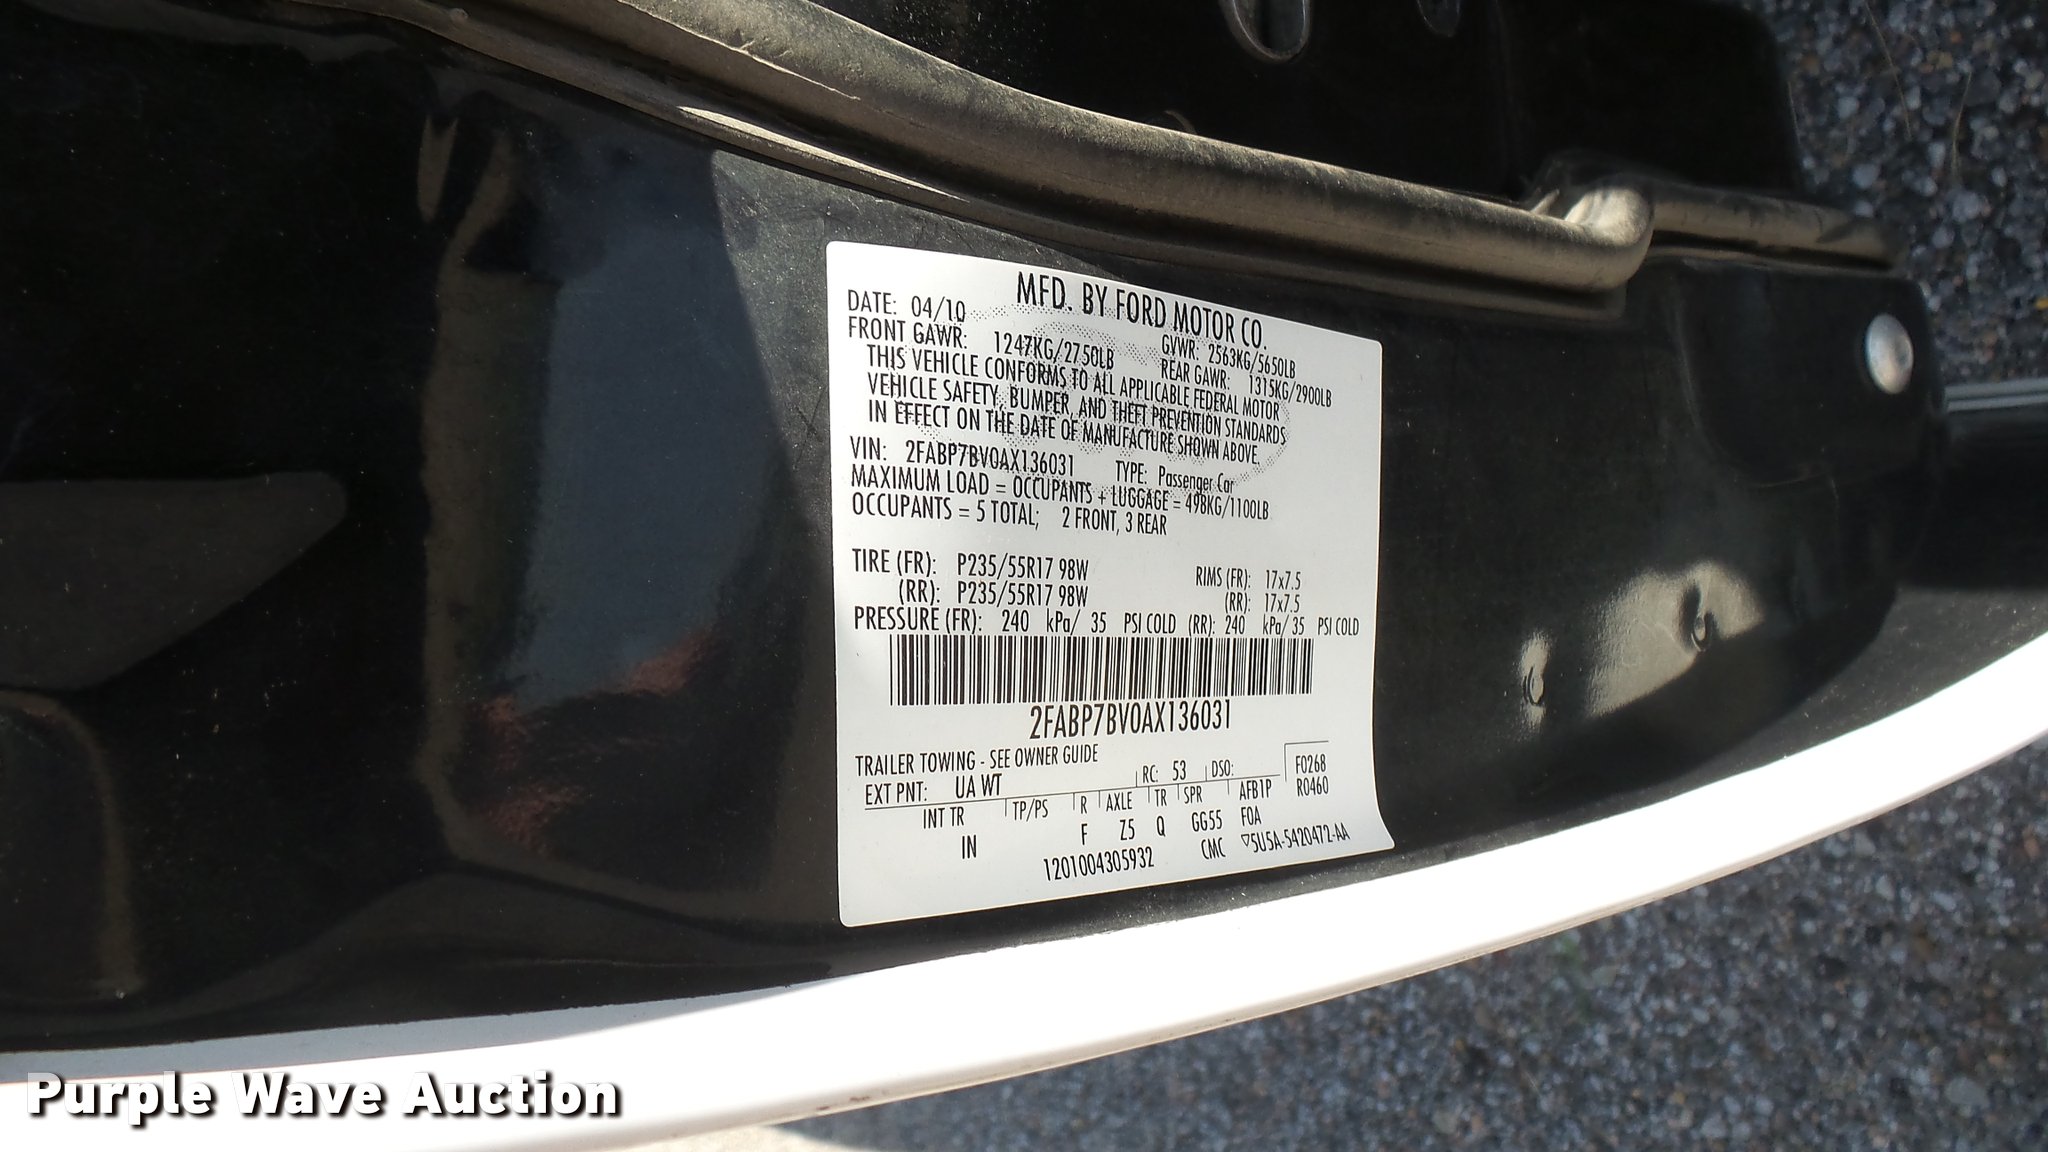 MFD. BY FORD MOTOR CO.
DATE: 04/10 GVWR: 2563KG/5650LB
FRONT GAWR: 1247KG/2750LB REAR GAWR: 1315KG/2900LB
THIS VEHICLE CONFORMS TO ALL APPLICABLE FEDERAL MOTOR
VEHICLE SAFETY, BUMPER, AND THEFT PREVENTION STANDARDS
IN EFFECT ON THE DATE OF MANUFACTURE SHOWN ABOVE.
VIN: 2FABP7BV0AX136031 TYPE: Passenger Car
MAXIMUM LOAD = OCCUPANTS + LUGGAGE = 498KG/1100LB
OCCUPANTS = 5 TOTAL; 2 FRONT, 3 REAR
TIRE (FR): P235/55R17 98W RIMS (FR): 17x7.5
(RR): P235/55R17 98W (RR): 17x7.5
PRESSURE (FR): 240 kPa/ 35 PSI COLD (RR): 240 kPa/ 35 PSI COLD
2FABP7BV0AX136031
TRAILER TOWING - SEE OWNER GUIDE F0268
EXT PNT: UA WT RC: 53 DSO: R0460
INT TR TP/PS R AXLE TR SPR AFB1P
IN F Z5 Q GG55 FOA
1201004305932 CMC ▽5U5A-5420472-AA
Purple Wave Auction